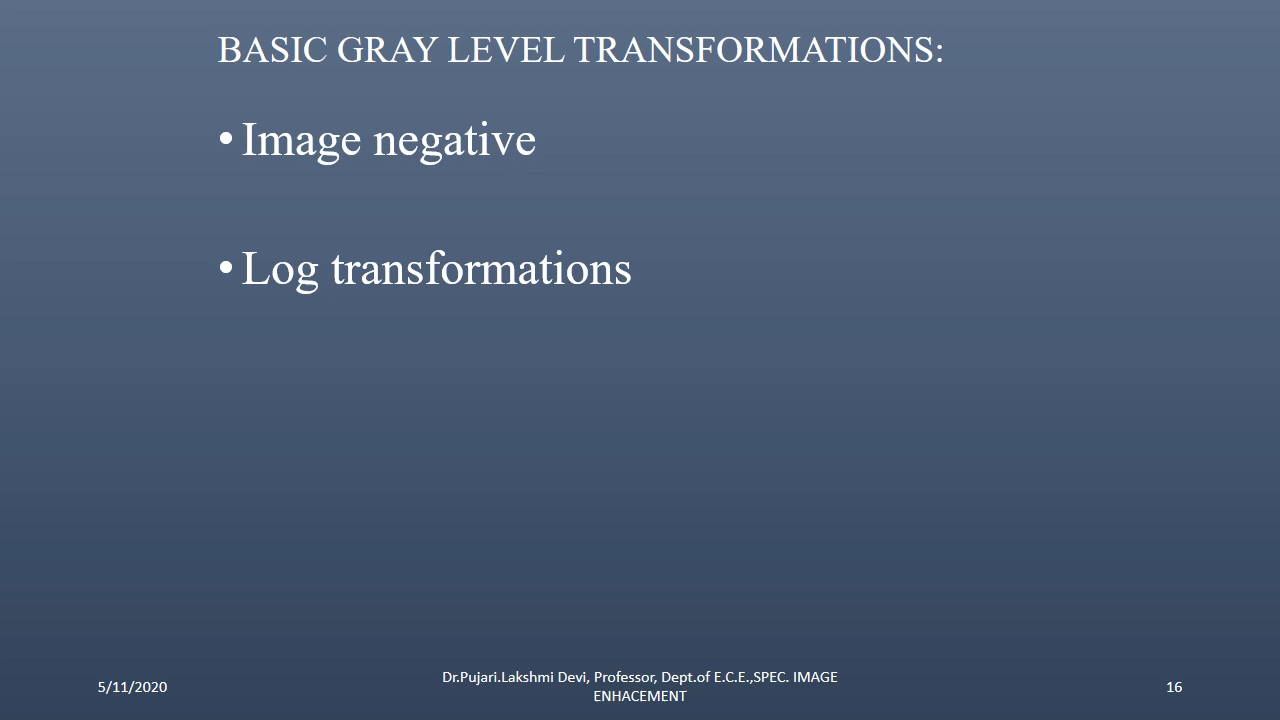 BASIC GRAY LEVEL TRANSFORMATIONS:
• Image negative
• Log transformations
5/11/2020
Dr.Pujari.Lakshmi Devi, Professor, Dept.of E.C.E.,SPEC. IMAGE
ENHACEMENT
16